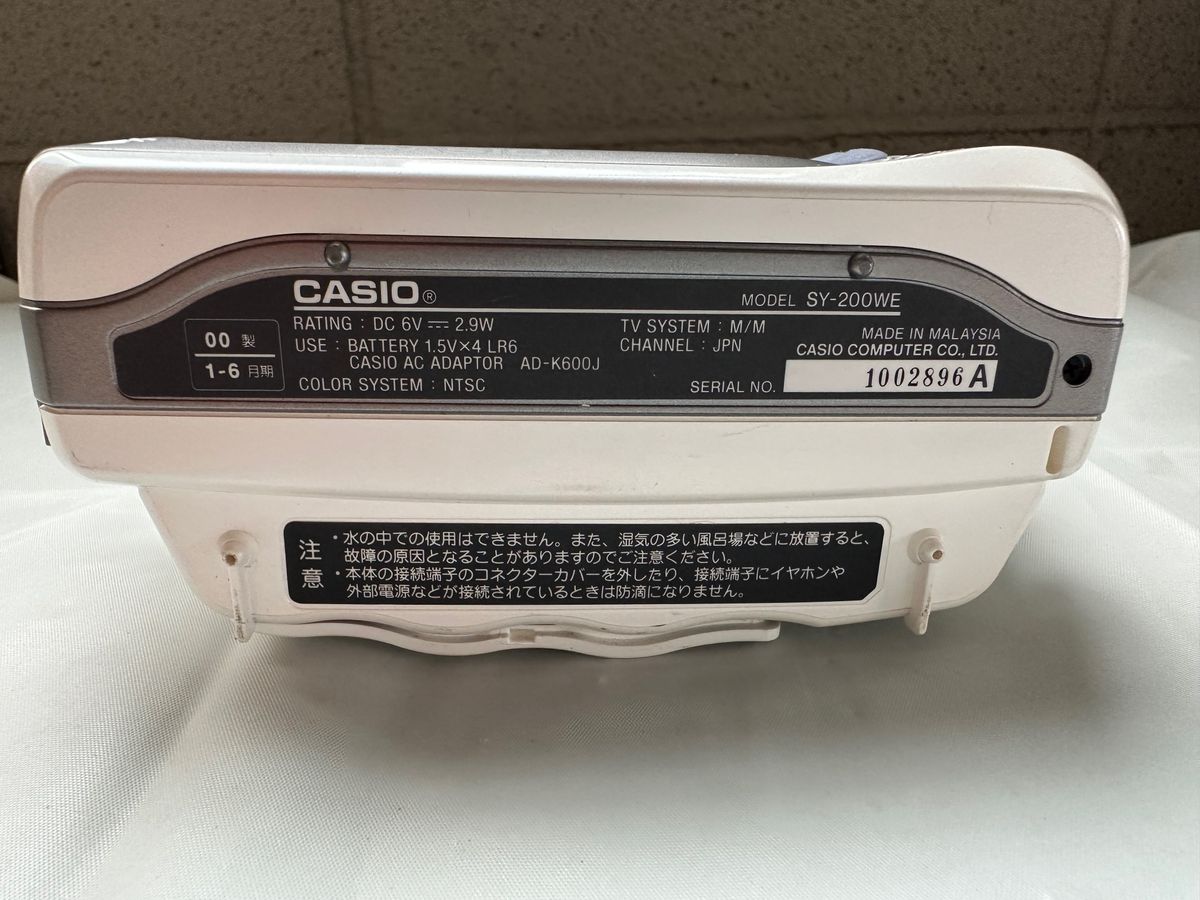 CASIO®
MODEL SY-200WE
00 製
1-6 月期
RATING : DC 6V ⎓ 2.9W
USE : BATTERY 1.5V×4 LR6
CASIO AC ADAPTOR AD-K600J
COLOR SYSTEM : NTSC
TV SYSTEM : M/M
CHANNEL : JPN
MADE IN MALAYSIA
CASIO COMPUTER CO., LTD.
SERIAL NO. 1002896 A
注意
・水の中での使用はできません。また、湿気の多い風呂場などに放置すると、
故障の原因となることがありますのでご注意ください。
・本体の接続端子のコネクターカバーを外したり、接続端子にイヤホンや
外部電源などが接続されているときは防滴になりません。